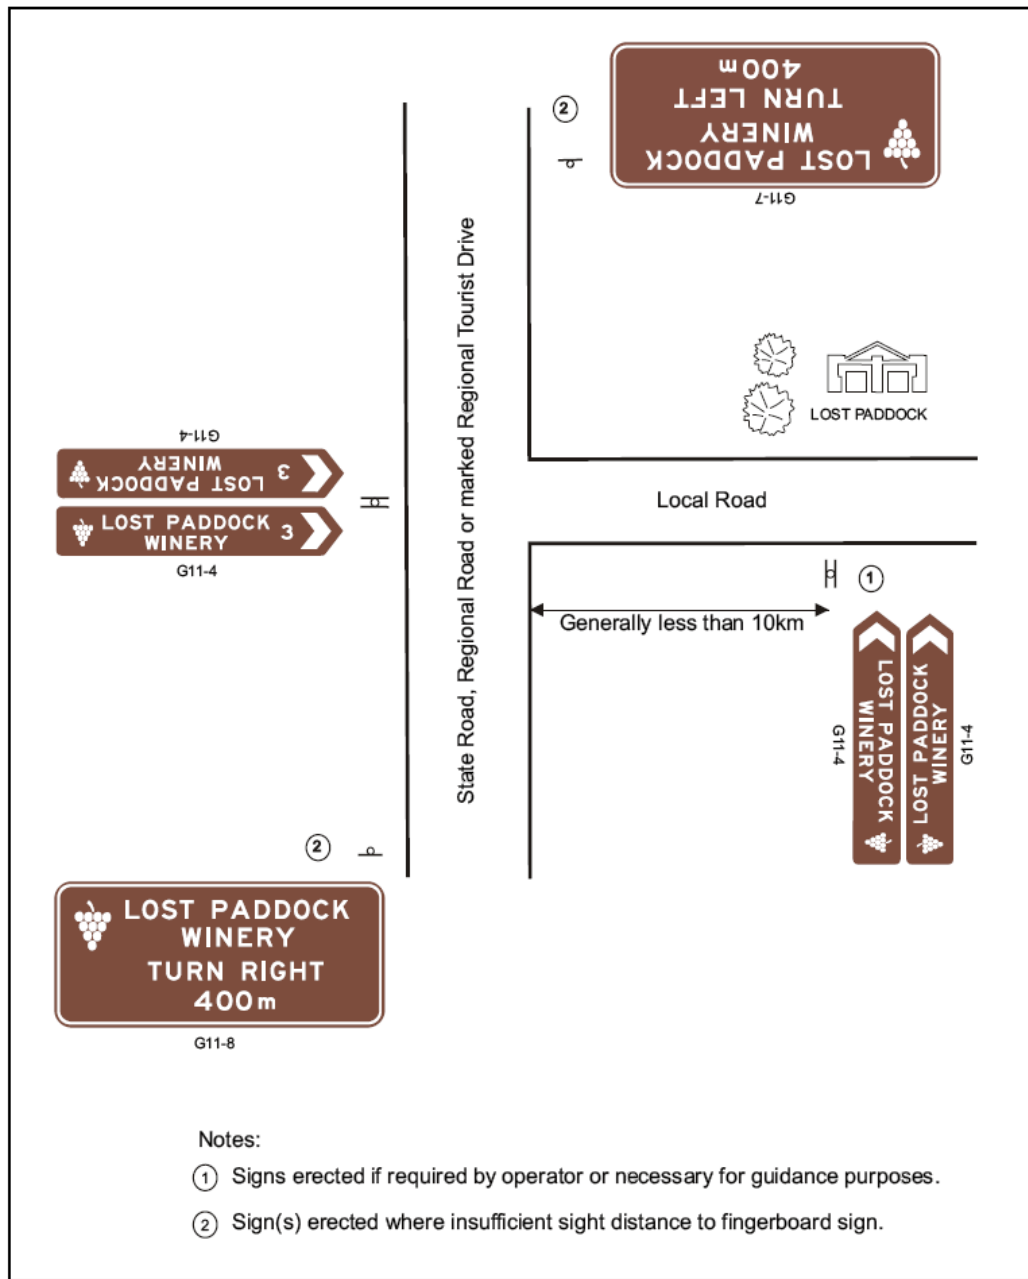 2
LOST PADDOCK
WINERY
TURN LEFT
400m
G11-7
State Road, Regional Road or marked Regional Tourist Drive
LOST PADDOCK
G11-4
LOST PADDOCK 3
WINERY
LOST PADDOCK 3
WINERY
G11-4
Local Road
1
Generally less than 10km
G11-4
LOST PADDOCK
WINERY
LOST PADDOCK
WINERY
G11-4
2
LOST PADDOCK
WINERY
TURN RIGHT
400m
G11-8
Notes:
1 Signs erected if required by operator or necessary for guidance purposes.
2 Sign(s) erected where insufficient sight distance to fingerboard sign.